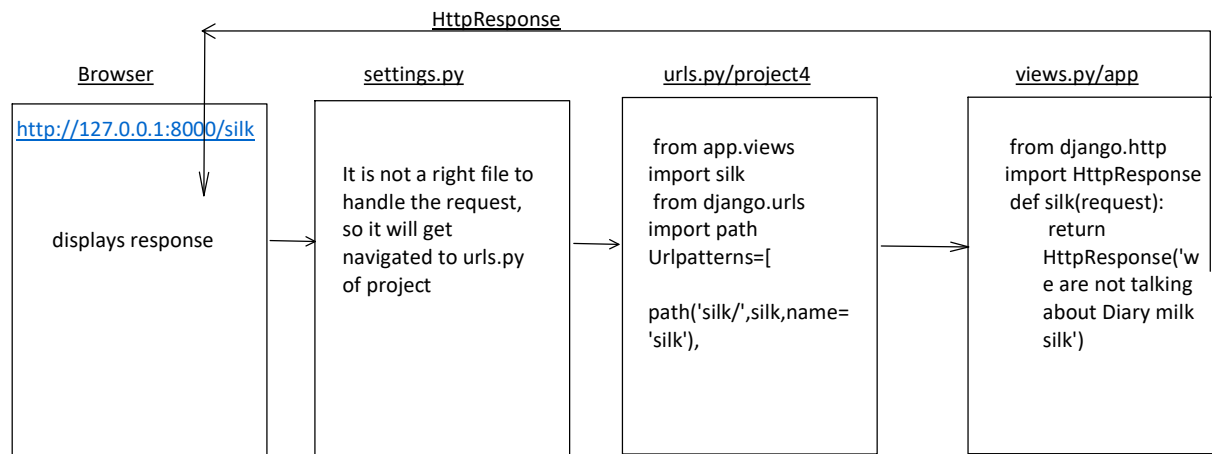 HttpResponse
Browser
http://127.0.0.1:8000/silk
displays response
settings.py
It is not a right file to
handle the request,
so it will get
navigated to urls.py
of project
urls.py/project4
from app.views
import silk
from django.urls
import path
Urlpatterns=[
path('silk/',silk,name=
'silk'),
views.py/app
from django.http
import HttpResponse
def silk(request):
return
HttpResponse('w
e are not talking
about Diary milk
silk')